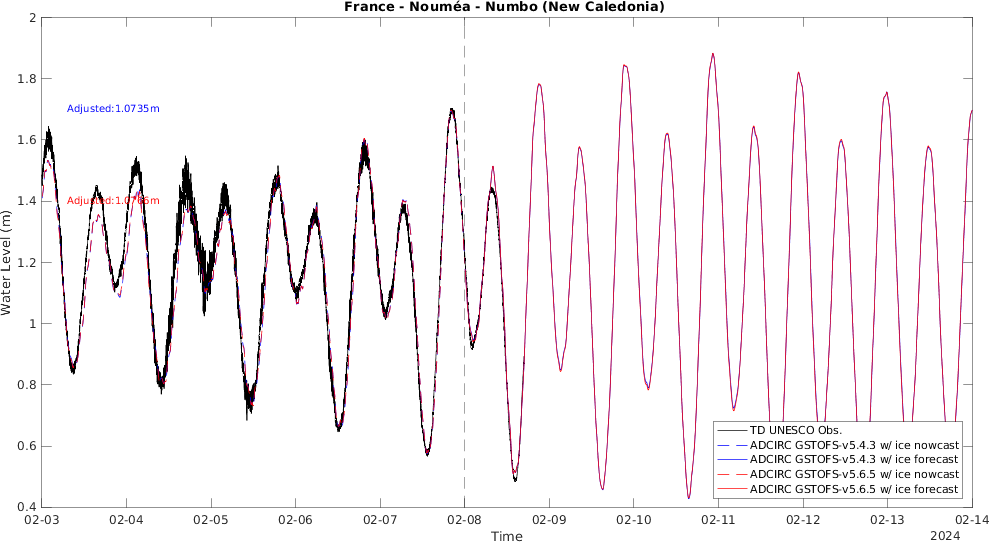 France - Nouméa - Numbo (New Caledonia)
2
1.8
1.6
1.4
1.2
1
0.8
0.6
0.4
Water Level (m)
Adjusted:1.0735m
TD UNESCO Obs.
ADCIRC GSTOFS-v5.4.3 w/ ice nowcast
ADCIRC GSTOFS-v5.4.3 w/ ice forecast
ADCIRC GSTOFS-v5.6.5 w/ ice nowcast
ADCIRC GSTOFS-v5.6.5 w/ ice forecast
02-03 02-04 02-05 02-06 02-07 02-08 02-09 02-10 02-11 02-12 02-13 02-14
Time
2024